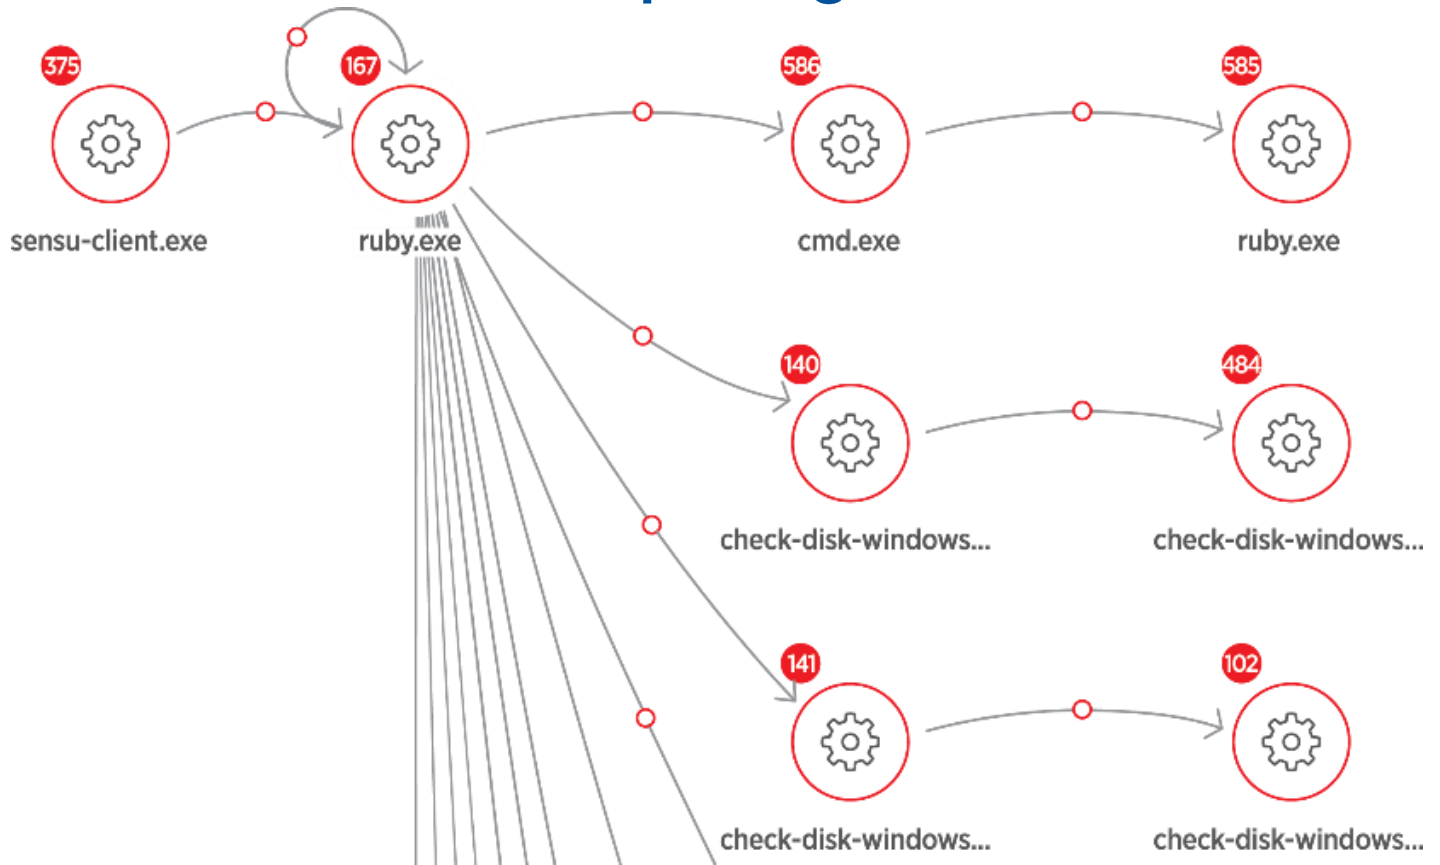 375
167
586
585
sensu-client.exe
ruby.exe
cmd.exe
ruby.exe
140
484
check-disk-windows...
check-disk-windows...
141
102
check-disk-windows...
check-disk-windows...